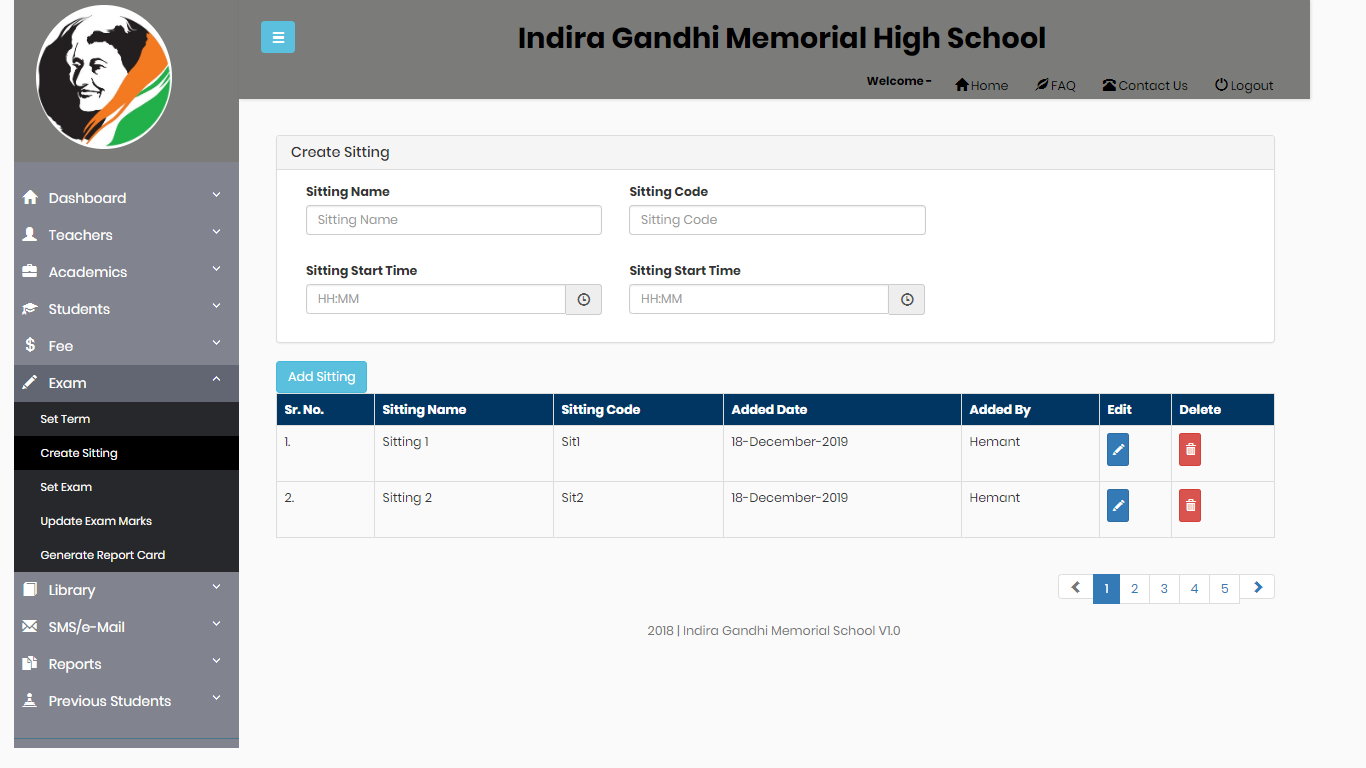 Indira Gandhi Memorial High School
Welcome -
Home
FAQ
Contact Us
Logout
Dashboard
Teachers
Academics
Students
Fee
Exam
Set Term
Create Sitting
Set Exam
Update Exam Marks
Generate Report Card
Library
SMS/e-Mail
Reports
Previous Students
Create Sitting
Sitting Name Sitting Code
Sitting Name Sitting Code
Sitting Start Time Sitting Start Time
HH:MM HH:MM
Add Sitting
Sr. No. Sitting Name Sitting Code Added Date Added By Edit Delete
1. Sitting 1 Sit1 18-December-2019 Hemant
2. Sitting 2 Sit2 18-December-2019 Hemant
1 2 3 4 5
2018 | Indira Gandhi Memorial School V1.0